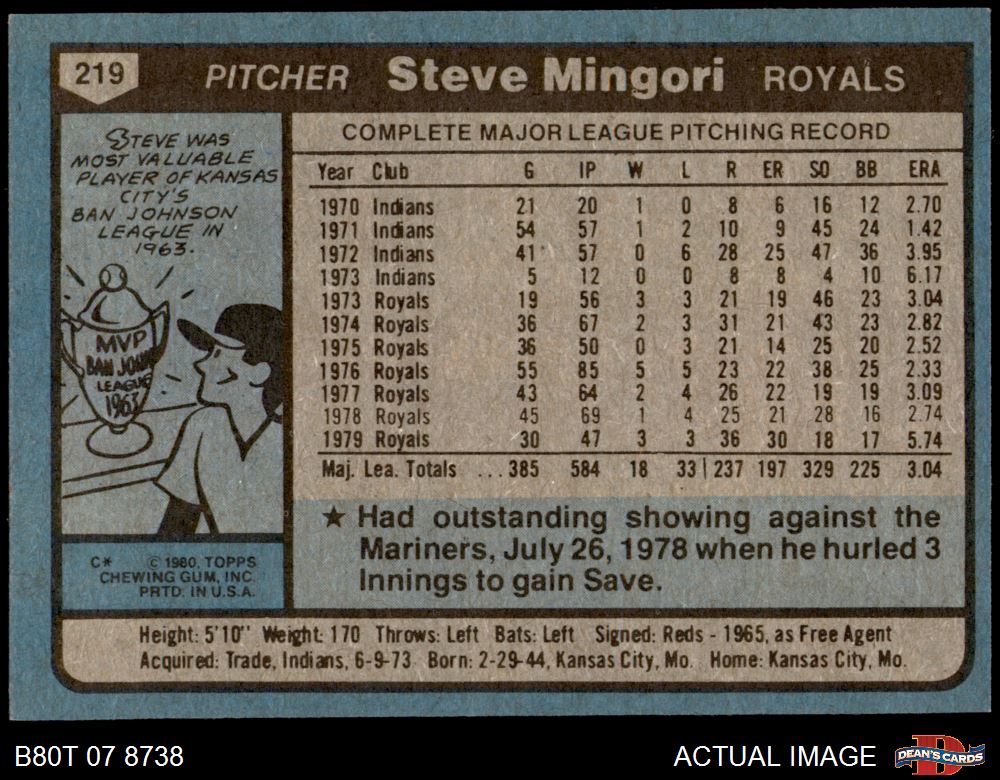 219 PITCHER Steve Mingori ROYALS
STEVE WAS
MOST VALUABLE
PLAYER OF KANSAS
CITY'S
BAN JOHNSON
LEAGUE IN
1963.
MVP
BAN JOHN
LEAGUE
1963
C* © 1980, TOPPS
CHEWING GUM, INC.
PRTD. IN U.S.A.
COMPLETE MAJOR LEAGUE PITCHING RECORD
Year Club G IP W L R ER SO BB ERA
1970 Indians 21 20 1 0 8 6 16 12 2.70
1971 Indians 54 57 1 2 10 9 45 24 1.42
1972 Indians 41 57 0 6 28 25 47 36 3.95
1973 Indians 5 12 0 0 8 8 4 10 6.17
1973 Royals 19 56 3 3 21 19 46 23 3.04
1974 Royals 36 67 2 3 31 21 43 23 2.82
1975 Royals 36 50 0 3 21 14 25 20 2.52
1976 Royals 55 85 5 5 23 22 38 25 2.33
1977 Royals 43 64 2 4 26 22 19 19 3.09
1978 Royals 45 69 1 4 25 21 28 16 2.74
1979 Royals 30 47 3 3 36 30 18 17 5.74
Maj. Lea. Totals ...385 584 18 33 237 197 329 225 3.04
★ Had outstanding showing against the
Mariners, July 26, 1978 when he hurled 3
Innings to gain Save.
Height: 5'10" Weight: 170 Throws: Left Bats: Left Signed: Reds - 1965, as Free Agent
Acquired: Trade, Indians, 6-9-73 Born: 2-29-44, Kansas City, Mo. Home: Kansas City, Mo.
B80T 07 8738 ACTUAL IMAGE
D
DEAN'S CARDS